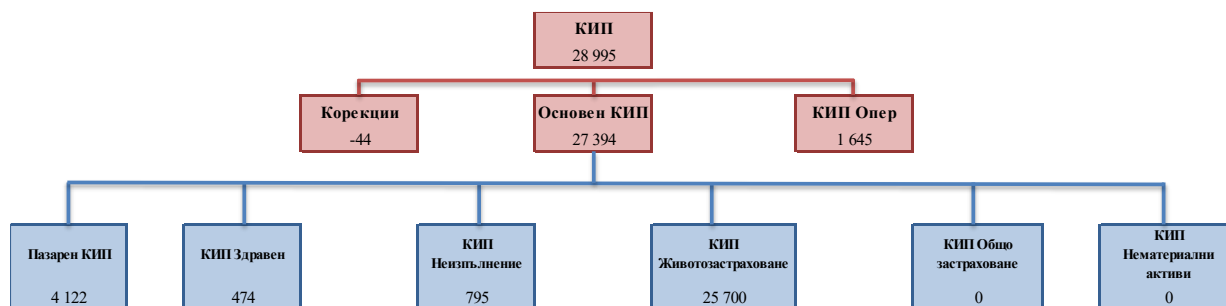 КИП
28 995
Корекции
-44
Основен КИП
27 394
КИП Опер
1 645
Пазарен КИП
4 122
КИП Здравен
474
КИП
Неизпълнение
795
КИП
Животозастраховане
25 700
КИП Общо
застраховане
0
КИП
Нематериални
активи
0